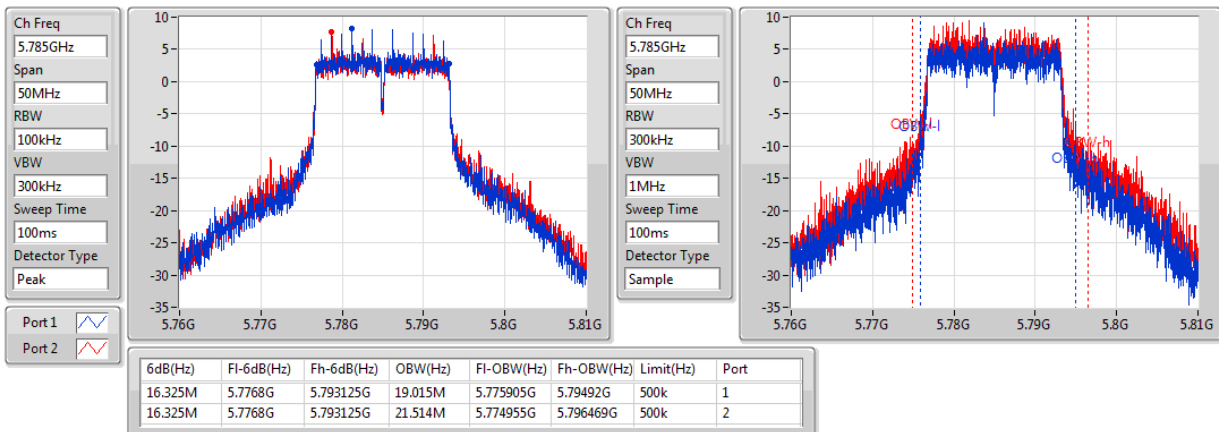 Ch Freq
5.785GHz
Span
50MHz
RBW
100kHz
VBW
300kHz
Sweep Time
100ms
Detector Type
Peak
Port 1
Port 2
10
5
0
-5
-10
-15
-20
-25
-30
-35
5.76G 5.77G 5.78G 5.79G 5.8G 5.81G
Ch Freq
5.785GHz
Span
50MHz
RBW
300kHz
VBW
1MHz
Sweep Time
100ms
Detector Type
Sample
10
5
0
-5
-10
-15
-20
-25
-30
-35
OBW-l
5.76G 5.77G 5.78G 5.79G 5.8G 5.81G
6dB(Hz) Fl-6dB(Hz) Fh-6dB(Hz) OBW(Hz) Fl-OBW(Hz) Fh-OBW(Hz) Limit(Hz) Port
16.325M 5.7768G 5.793125G 19.015M 5.775905G 5.79492G 500k 1
16.325M 5.7768G 5.793125G 21.514M 5.774955G 5.796469G 500k 2